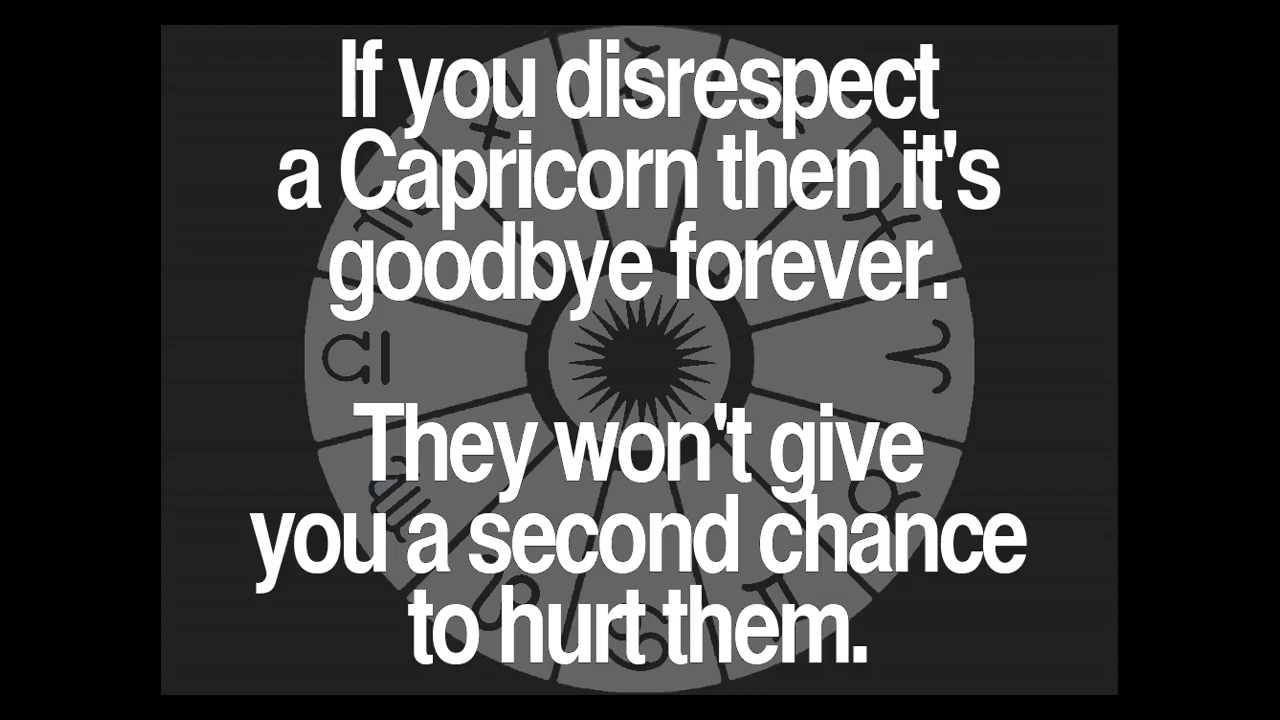 If you disrespect
a Capricorn then it's
goodbye forever.
They won't give
you a second chance
to hurt them.